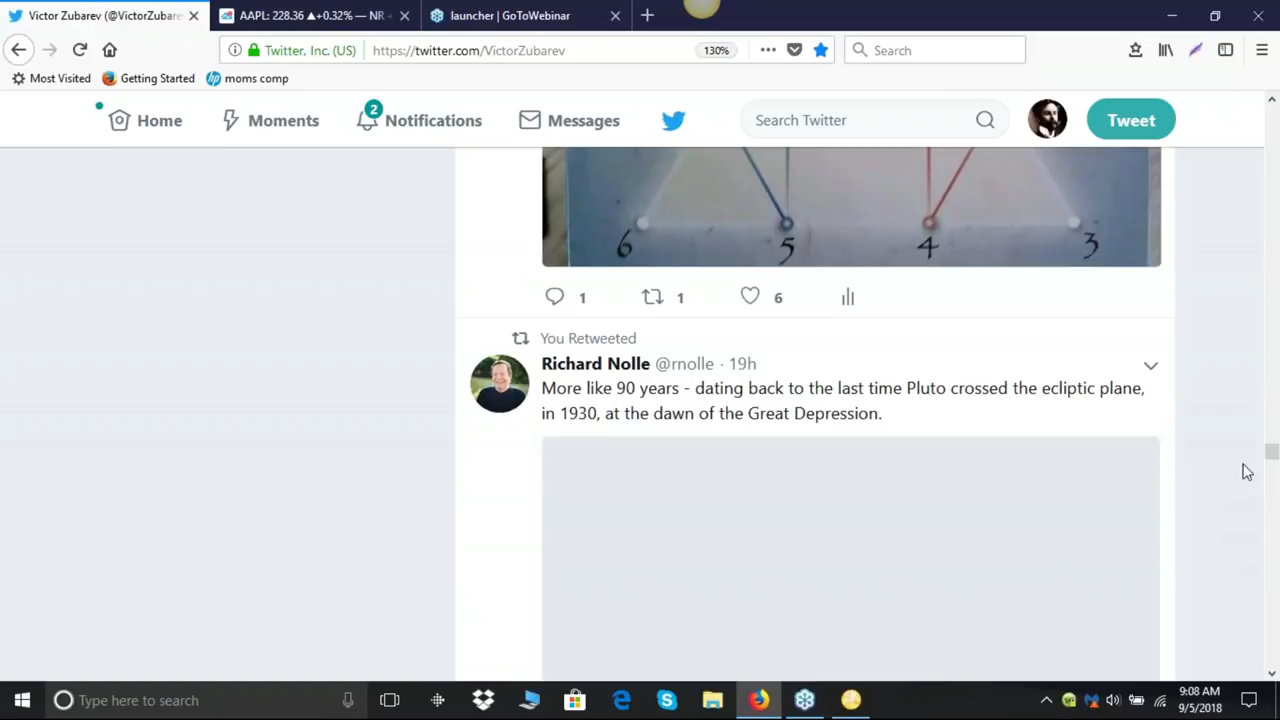 Victor Zubarev (@VictorZubare
AAPL: 228.36 ▲+0.32% — NR
launcher | GoToWebinar
Twitter, Inc. (US)
https://twitter.com/VictorZubarev
130%
Search
Most Visited
Getting Started
moms comp
Home
Moments
2
Notifications
Messages
Search Twitter
Tweet
6
5
4
3
1
1
6
You Retweeted
Richard Nolle @rnolle · 19h
More like 90 years - dating back to the last time Pluto crossed the ecliptic plane,
in 1930, at the dawn of the Great Depression.
Type here to search
9:08 AM
9/5/2018